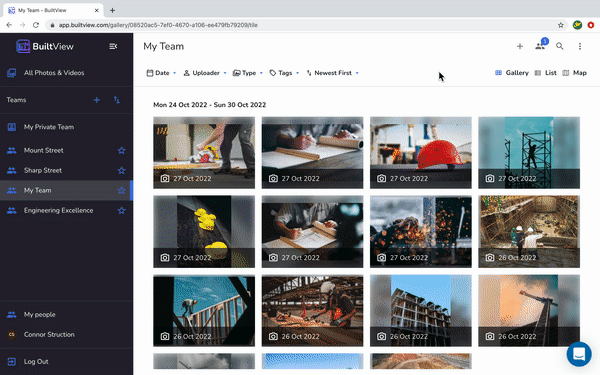 My Team - BuiltView
app.builtview.com/gallery/08520ac5-7ef0-4670-a106-ee479fb79209/tile
BuiltView
My Team
1
All Photos & Videos
Date
Uploader
Type
Tags
Newest First
Gallery
List
Map
Teams
Mon 24 Oct 2022 - Sun 30 Oct 2022
My Private Team
Mount Street
Sharp Street
My Team
Engineering Excellence
27 Oct 2022
27 Oct 2022
27 Oct 2022
27 Oct 2022
27 Oct 2022
27 Oct 2022
27 Oct 2022
26 Oct 2022
26 Oct 2022
26 Oct 2022
26 Oct 2022
26 Oct 2022
My people
CS
Connor Struction
Log Out